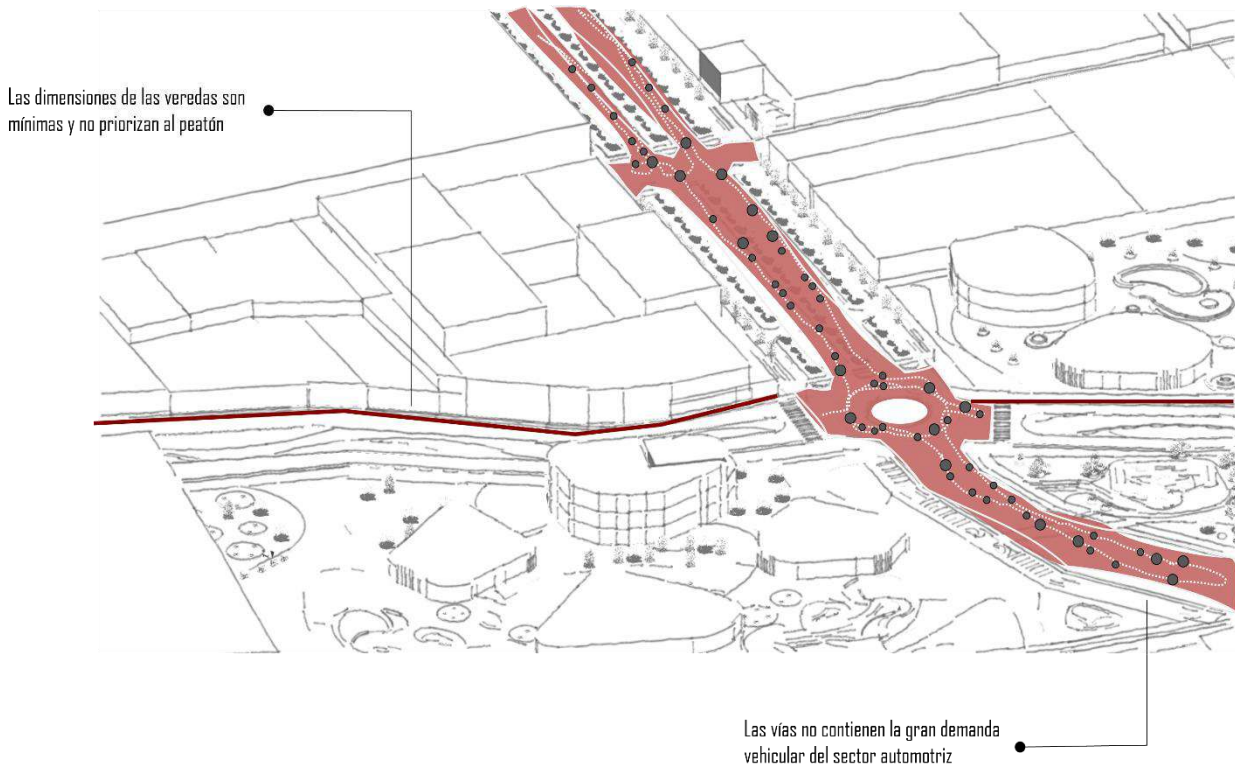 Las dimensiones de las veredas son
mínimas y no priorizan al peatón
Las vías no contienen la gran demanda
vehicular del sector automotriz